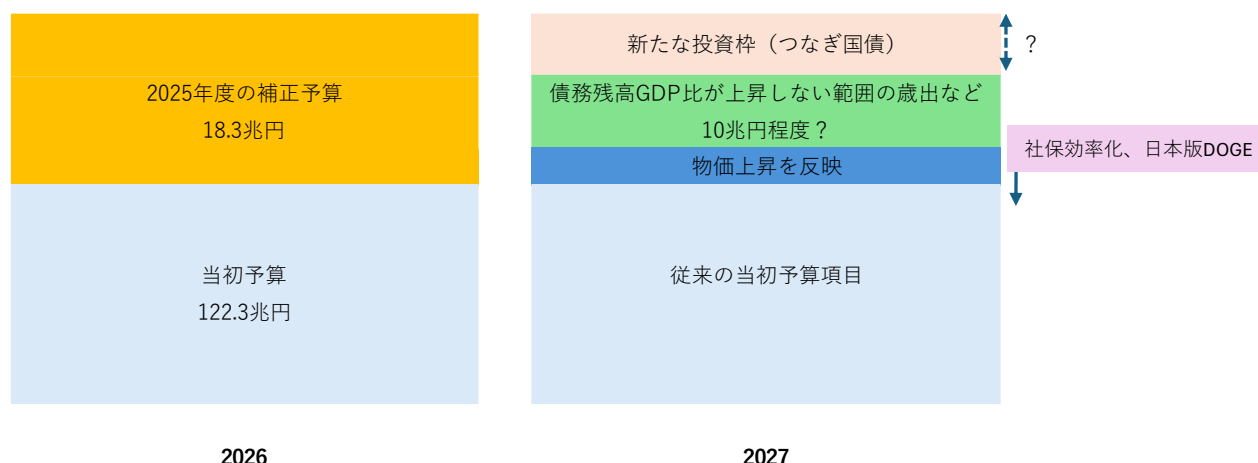 2025年度の補正予算
18.3兆円
当初予算
122.3兆円
2026
新たな投資枠（つなぎ国債）
？
債務残高GDP比が上昇しない範囲の歳出など
10兆円程度？
物価上昇を反映
社保効率化、日本版DOGE
従来の当初予算項目
2027